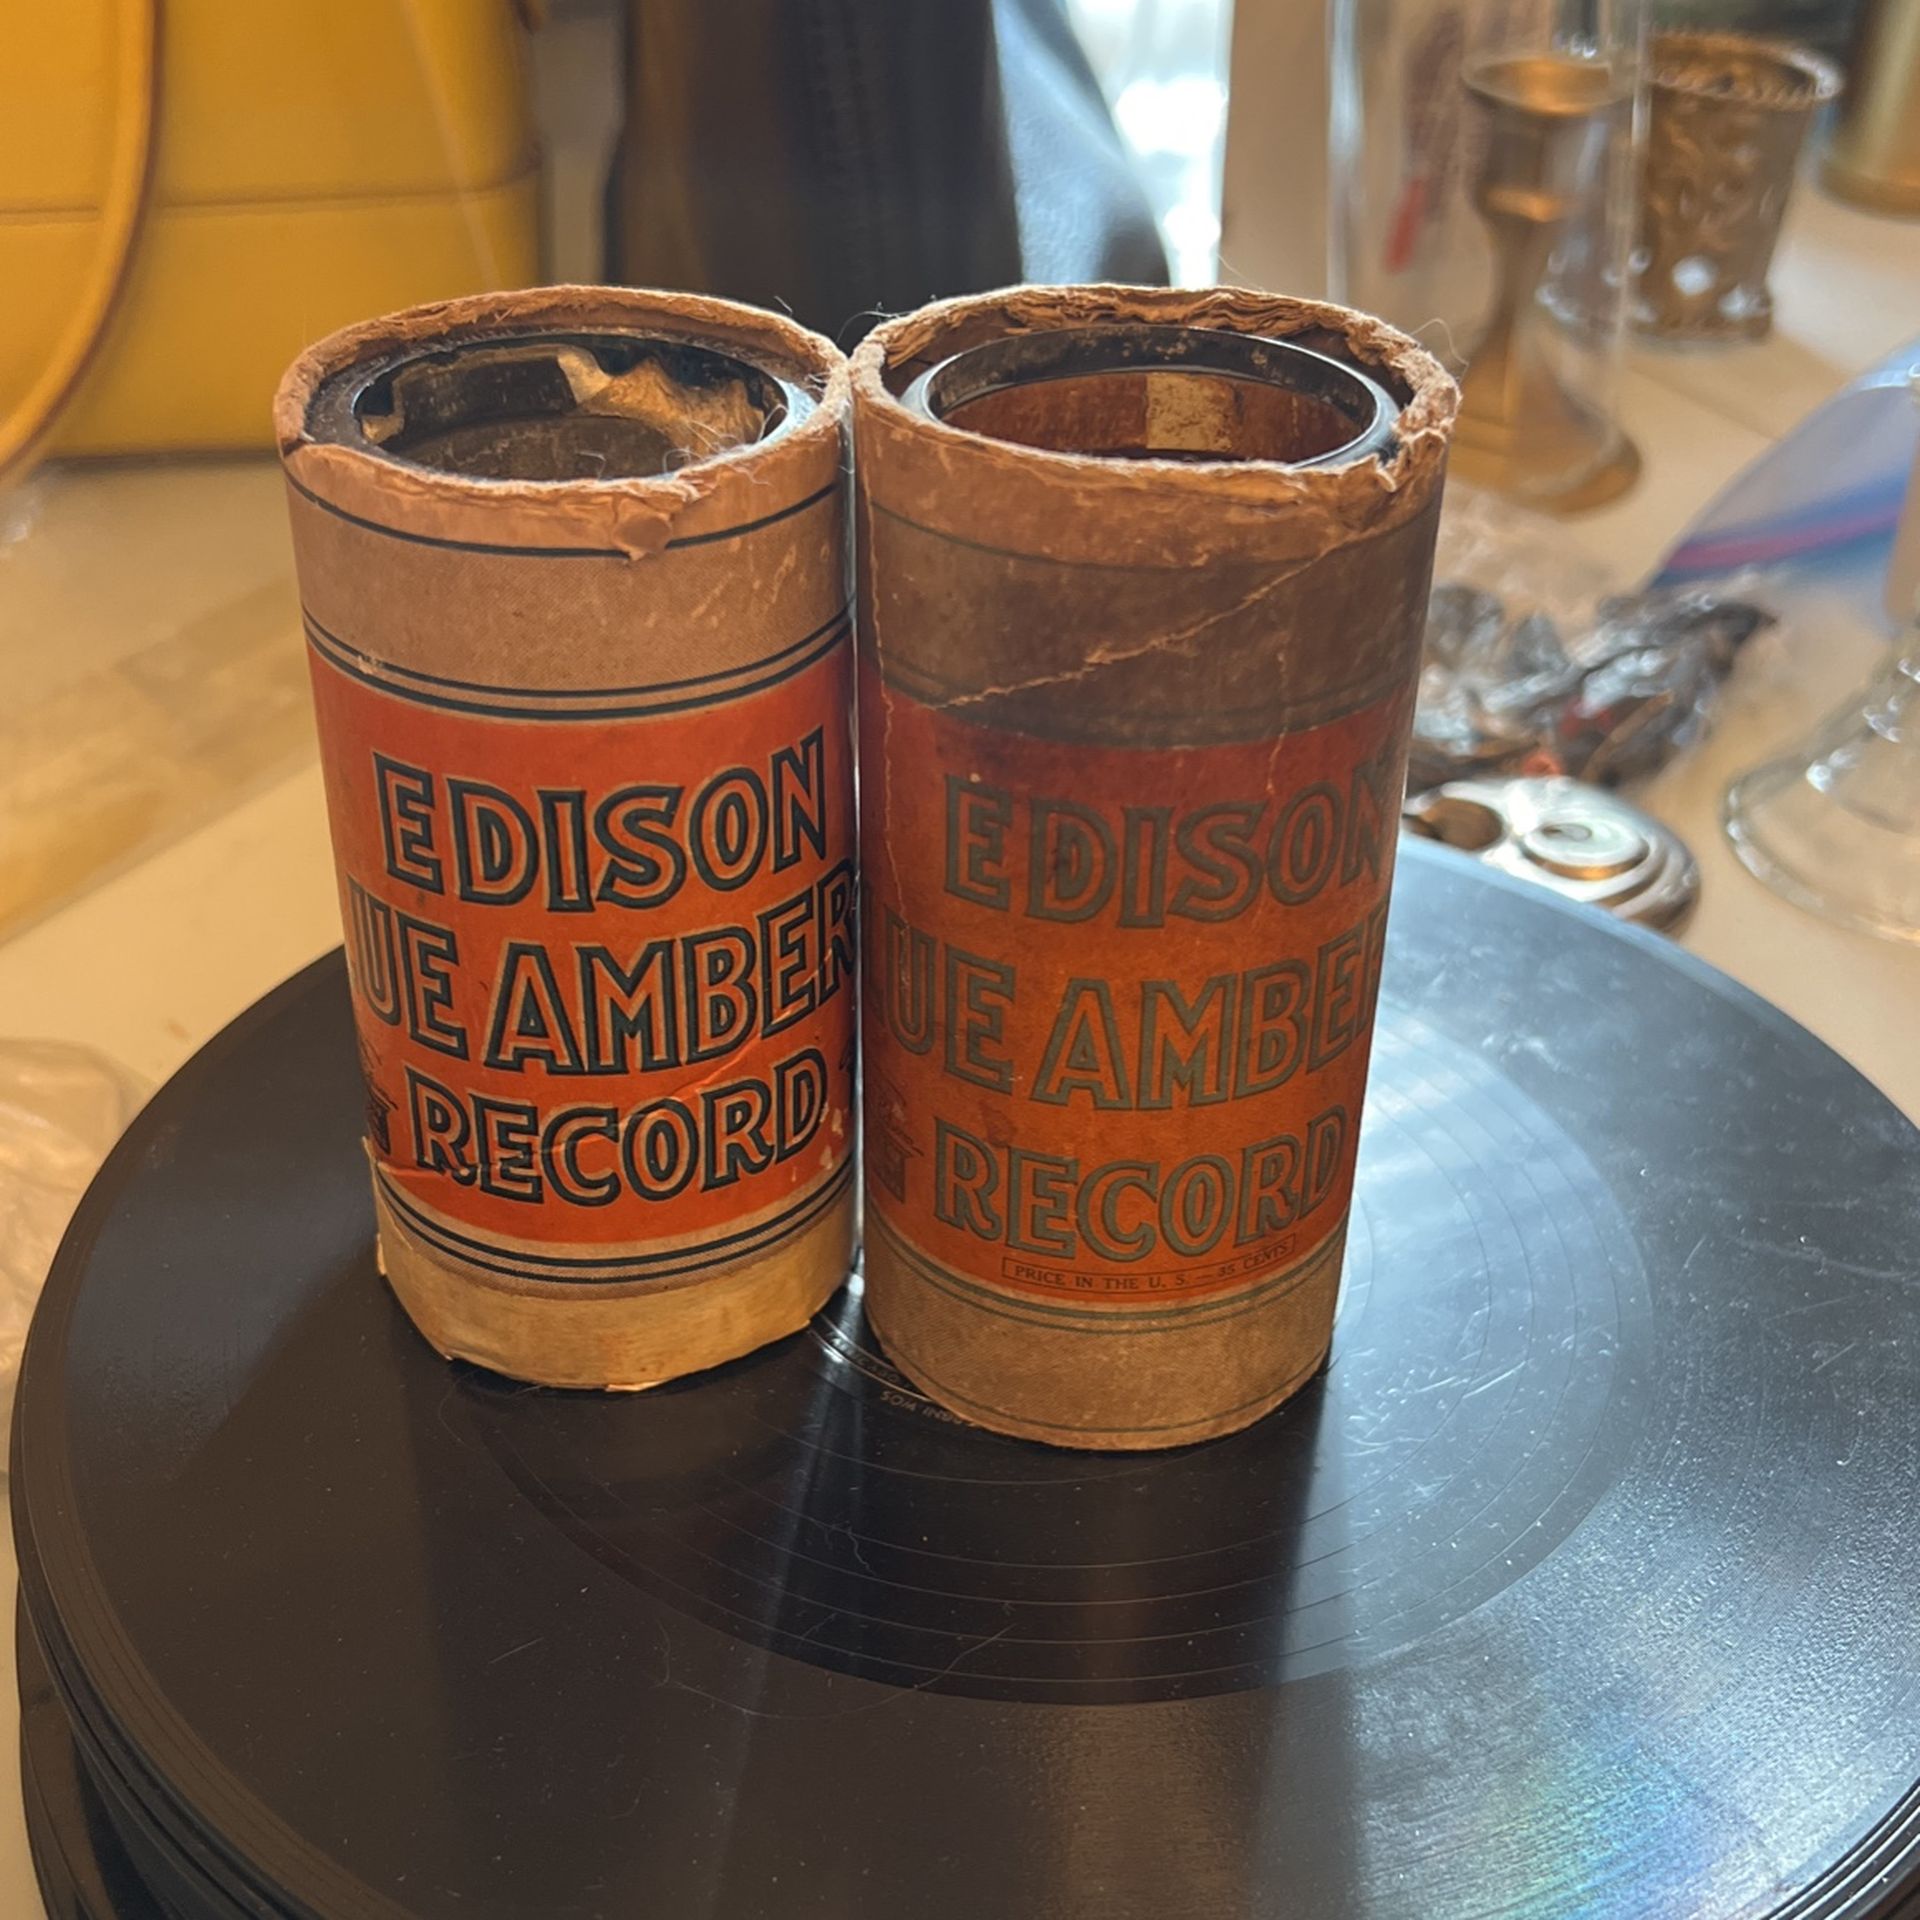 EDISON
UE AMBER
RECORD
EDISON
UE AMBER
RECORD
PRICE IN THE U. S. — 35 CENTS